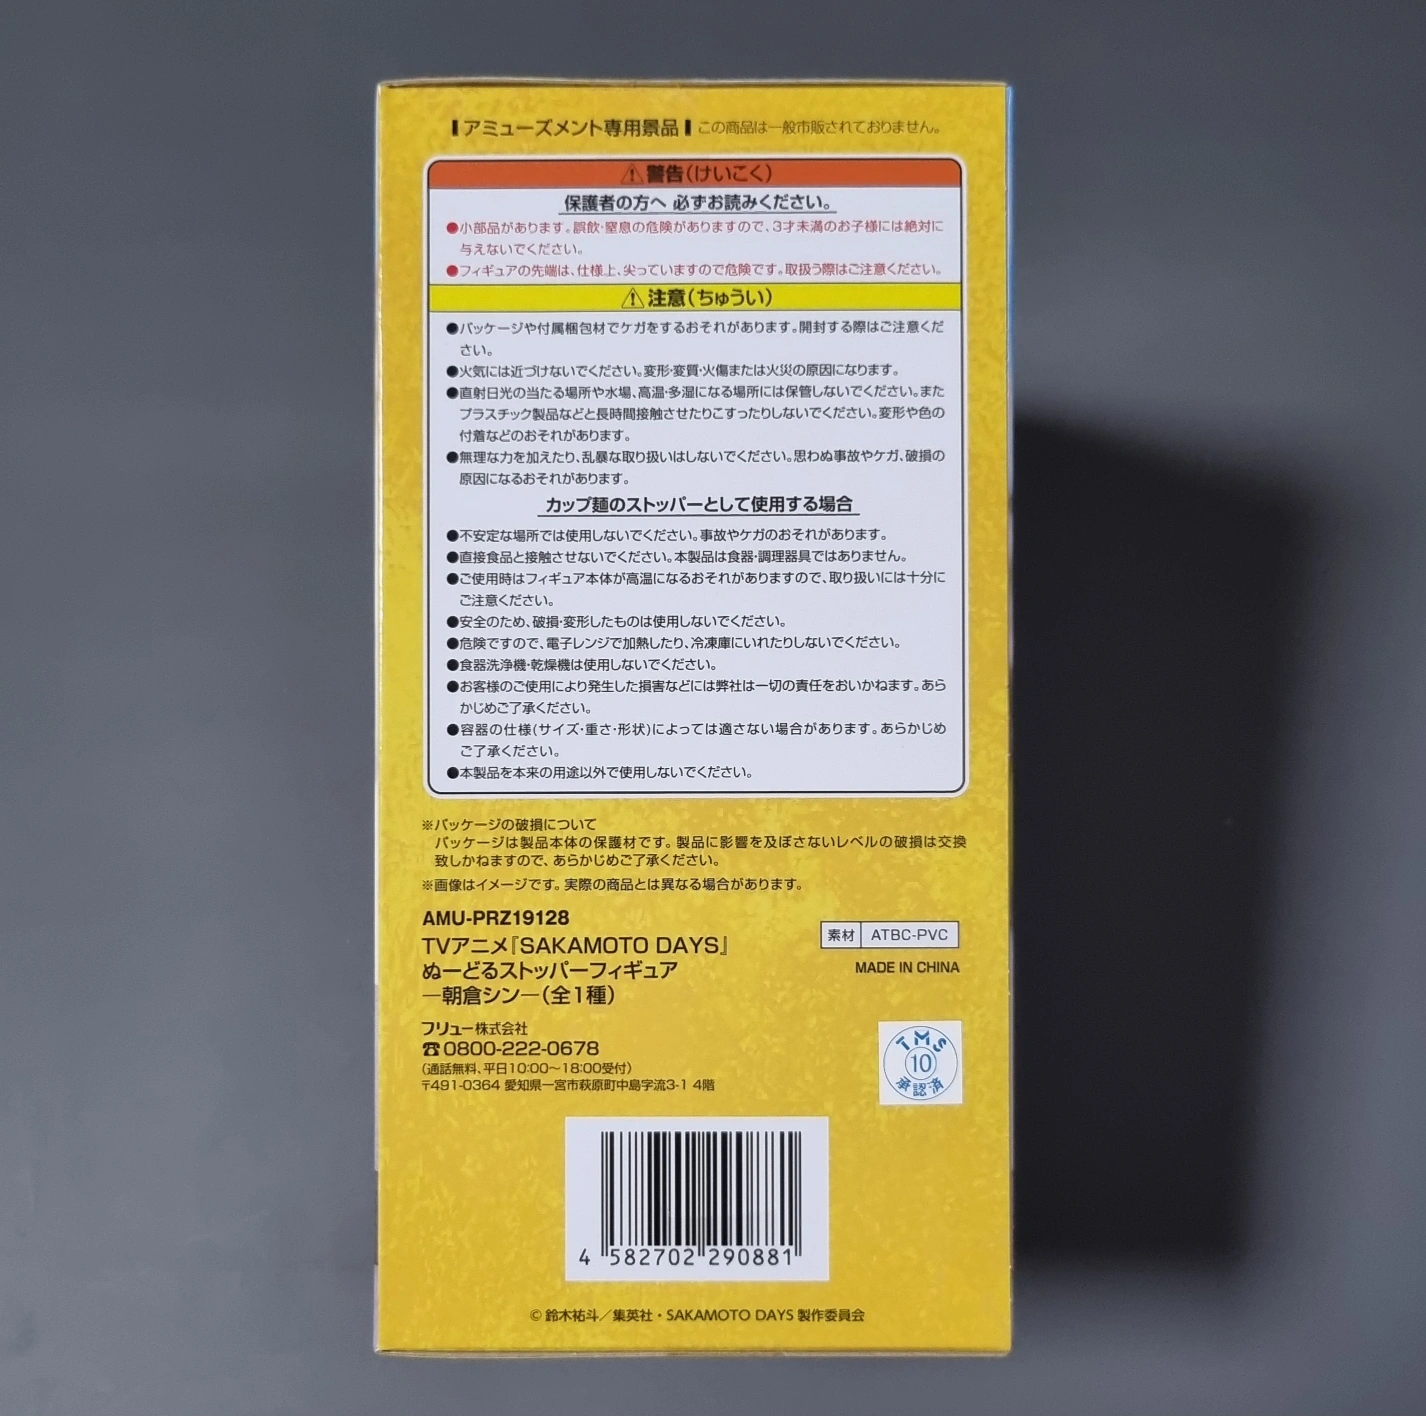 アミューズメント専用景品 この商品は一般市販されておりません。
⚠警告(けいこく)
保護者の方へ 必ずお読みください。
●小部品があります。誤飲・窒息の危険がありますので、3才未満のお子様には絶対に
与えないでください。
●フィギュアの先端は、仕様上、尖っていますので危険です。取扱う際はご注意ください。
⚠注意(ちゅうい)
●パッケージや付属梱包材でケガをするおそれがあります。開封する際はご注意くだ
さい。
●火気には近づけないでください。変形・変質・火傷または火災の原因になります。
●直射日光の当たる場所や水場、高温・多湿になる場所には保管しないでください。また
プラスチック製品などと長時間接触させたりこすったりしないでください。変形や色の
付着などのおそれがあります。
●無理な力を加えたり、乱暴な取り扱いはしないでください。思わぬ事故やケガ、破損の
原因になるおそれがあります。
カップ麺のストッパーとして使用する場合
●不安定な場所では使用しないでください。事故やケガのおそれがあります。
●直接食品と接触させないでください。本製品は食器・調理器具ではありません。
●ご使用時はフィギュア本体が高温になるおそれがありますので、取り扱いには十分に
ご注意ください。
●安全のため、破損・変形したものは使用しないでください。
●危険ですので、電子レンジで加熱したり、冷凍庫にいれたりしないでください。
●食器洗浄機・乾燥機は使用しないでください。
●お客様のご使用により発生した損害などには弊社は一切の責任をおいかねます。あら
かじめご了承ください。
●容器の仕様(サイズ・重さ・形状)によっては適さない場合があります。あらかじめ
ご了承ください。
●本製品を本来の用途以外で使用しないでください。
※パッケージの破損について
パッケージは製品本体の保護材です。製品に影響を及ぼさないレベルの破損は交換
致しかねますので、あらかじめご了承ください。
※画像はイメージです。実際の商品とは異なる場合があります。
AMU-PRZ19128
TVアニメ『SAKAMOTO DAYS』
ぬーどるストッパーフィギュア
―朝倉シン―(全1種)
素材 ATBC-PVC
MADE IN CHINA
フリュー株式会社
☎0800-222-0678
(通話無料、平日10:00〜18:00受付)
〒491-0364 愛知県一宮市萩原町中島字流3-1 4階
TMS
10
承認済
4 582702 290881
© 鈴木祐斗／集英社・SAKAMOTO DAYS 製作委員会